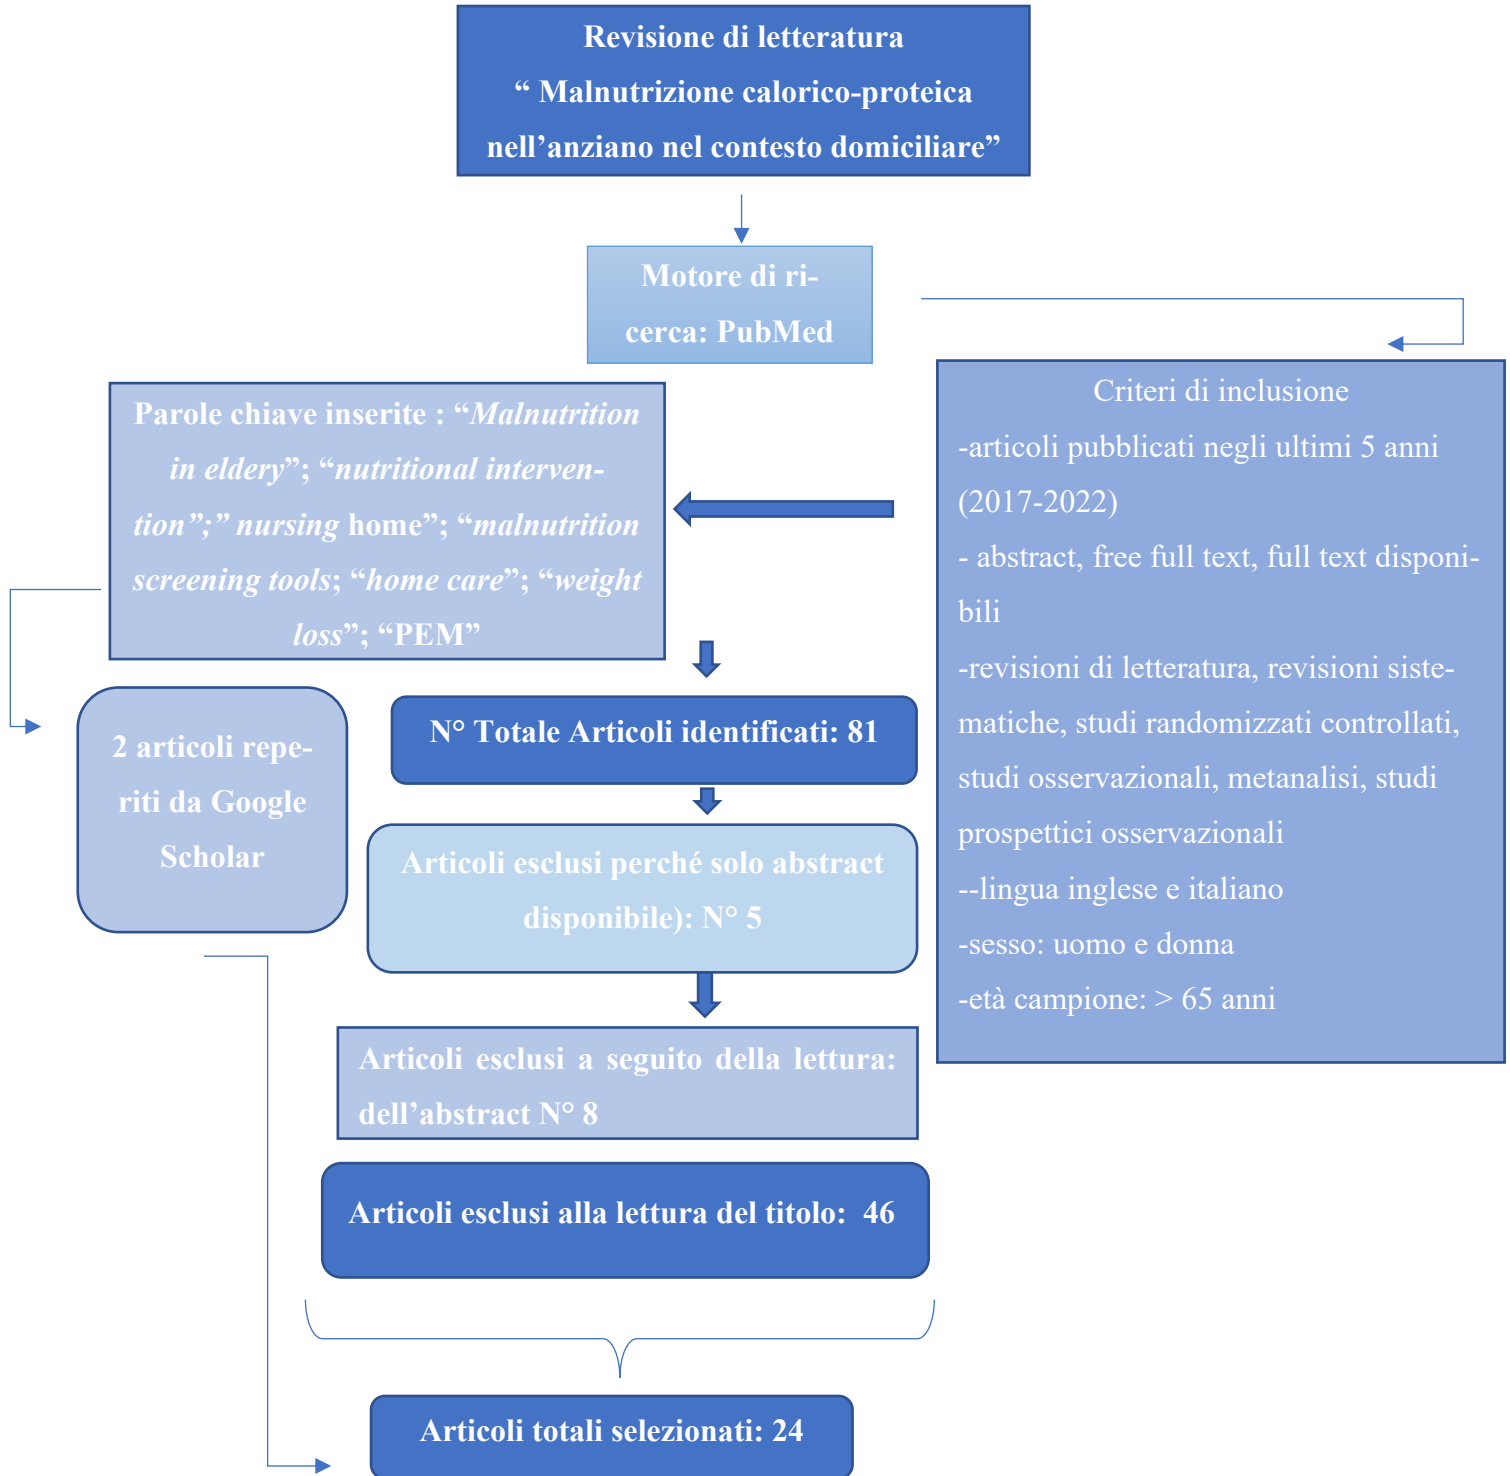 Revisione di letteratura
“ Malnutrizione calorico-proteica
nell’anziano nel contesto domiciliare”
Motore di ri-
cerca: PubMed
Criteri di inclusione
-articoli pubblicati negli ultimi 5 anni
(2017-2022)
- abstract, free full text, full text disponi-
bili
-revisioni di letteratura, revisioni siste-
matiche, studi randomizzati controllati,
studi osservazionali, metanalisi, studi
prospettici osservazionali
--lingua inglese e italiano
-sesso: uomo e donna
-età campione: > 65 anni
Parole chiave inserite : “Malnutrition
in eldery”; “nutritional interven-
tion”;” nursing home”; “malnutrition
screening tools; “home care”; “weight
loss”; “PEM”
2 articoli repe-
riti da Google
Scholar
N° Totale Articoli identificati: 81
Articoli esclusi perché solo abstract
disponibile): N° 5
Articoli esclusi a seguito della lettura:
dell’abstract N° 8
Articoli esclusi alla lettura del titolo: 46
Articoli totali selezionati: 24